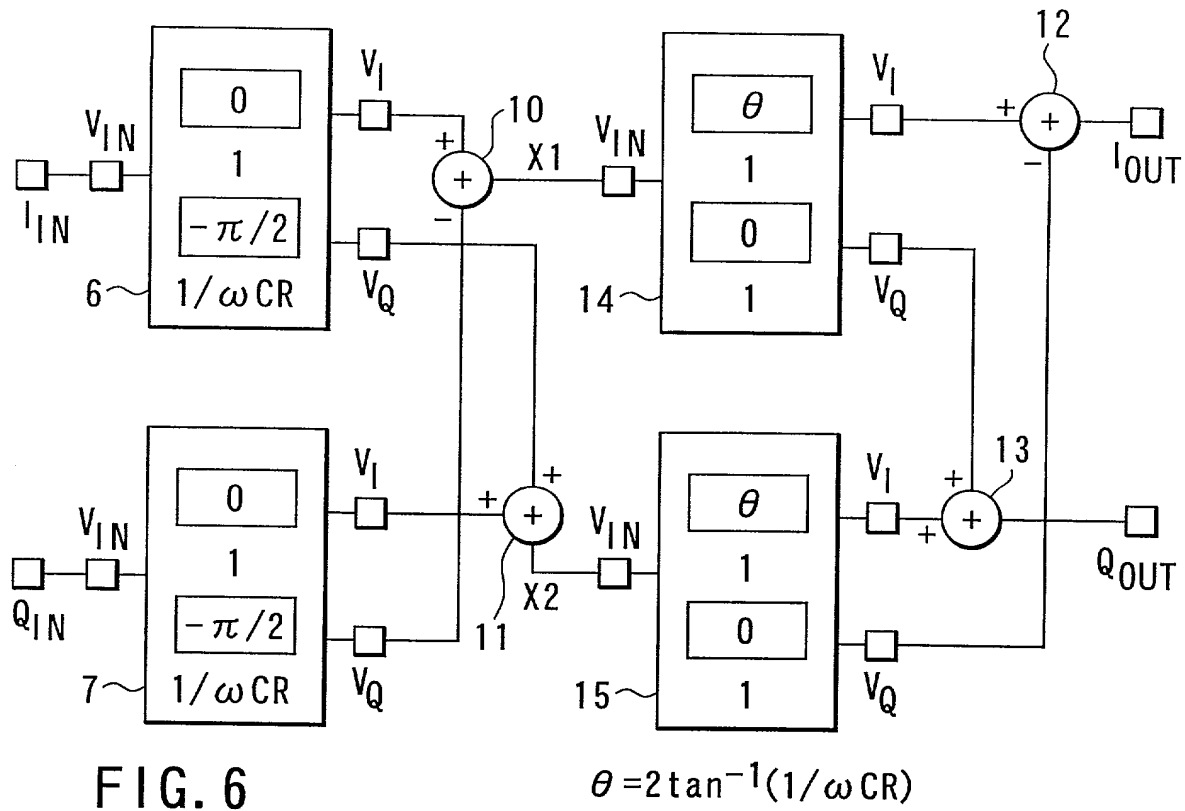 12
V_I
V_I
0
10
θ
V_IN
+
V_IN
+
+
1
X1
1
+
I_IN
-
-
I_OUT
-π/2
0
6
1/ωCR
V_Q
14
1
V_Q
V_I
V_I
13
0
+
θ
+
V_IN
+
+
V_IN
+
+
1
1
Q_IN
X2
Q_OUT
-π/2
11
0
7
1/ωCR
V_Q
15
1
V_Q
FIG. 6
θ=2tan⁻¹(1/ωCR)